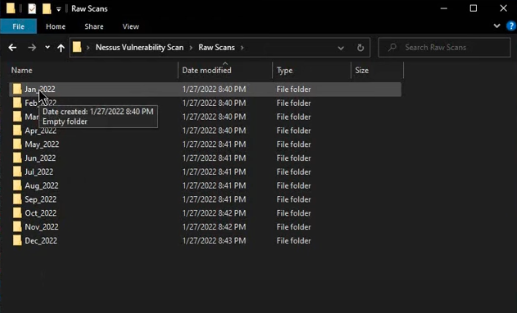 Raw Scans
File Home Share View
Nessus Vulnerability Scan > Raw Scans > Search Raw Scans
Name Date modified Type Size
Jan_2022 1/27/2022 8:40 PM File folder
Feb_2022 1/27/2022 8:40 PM File folder
Mar 1/27/2022 8:40 PM File folder
Date created: 1/27/2022 8:40 PM
Empty folder
Apr_2022 1/27/2022 8:40 PM File folder
May_2022 1/27/2022 8:41 PM File folder
Jun_2022 1/27/2022 8:41 PM File folder
Jul_2022 1/27/2022 8:41 PM File folder
Aug_2022 1/27/2022 8:41 PM File folder
Sep_2022 1/27/2022 8:41 PM File folder
Oct_2022 1/27/2022 8:42 PM File folder
Nov_2022 1/27/2022 8:42 PM File folder
Dec_2022 1/27/2022 8:43 PM File folder